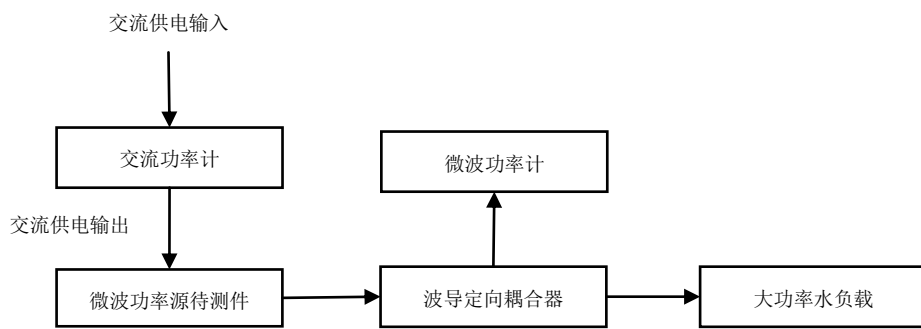 交流供电输入
交流功率计
微波功率计
交流供电输出
微波功率源待测件
波导定向耦合器
大功率水负载